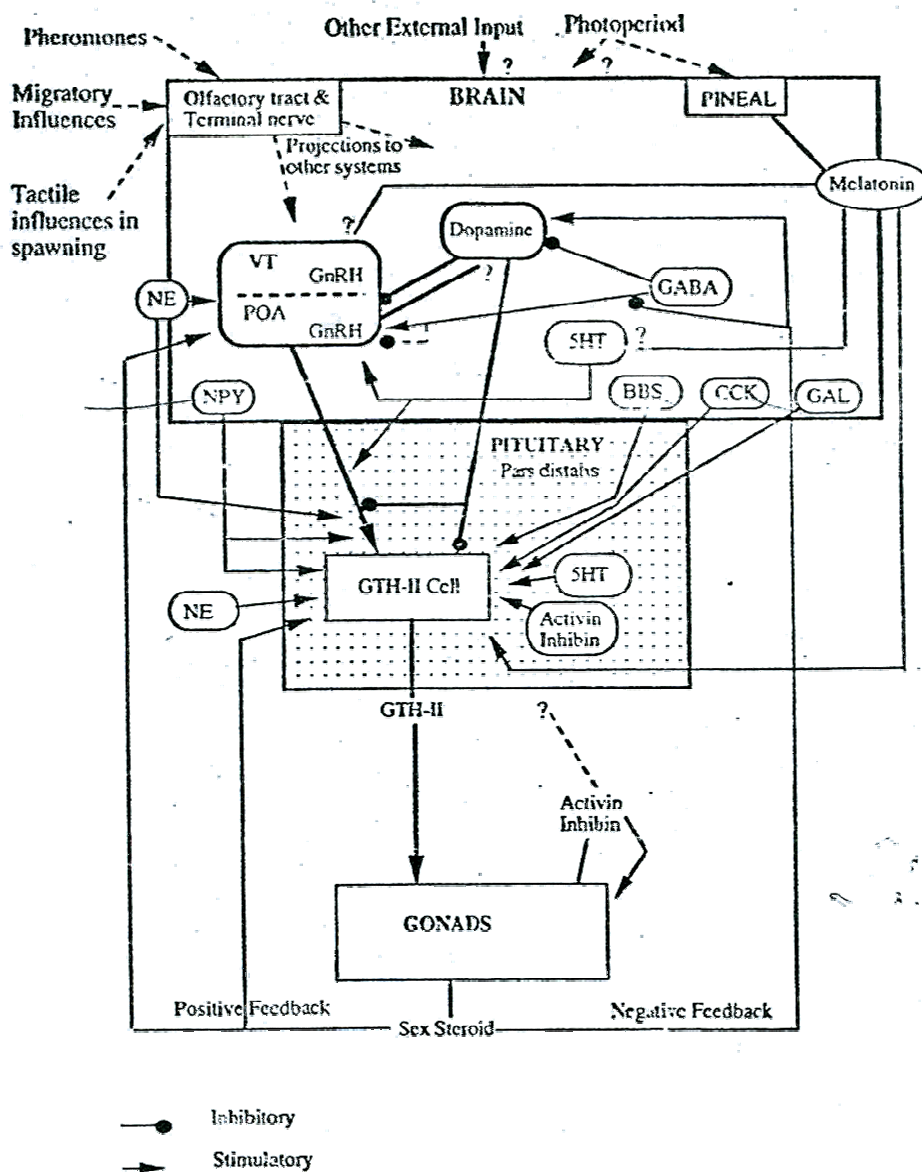 Other External Input
Photoperiod
Pheromones
?
?
Migratory
Influences
Olfactory tract &
Terminal nerve
BRAIN
PINEAL
Projections to
other systems
Tactile
influences in
spawning
Melatonin
?
Dopamine
VT
GnRH
?
NE
GABA
POA
GnRH
5HT
?
NPY
BBS
CCK
GAL
PITUITARY
Pars distalis
GTH-II Cell
5HT
NE
Activin
Inhibin
GTH-II
?
Activin
Inhibin
GONADS
Positive Feedback
Negative Feedback
Sex Steroid
Inhibitory
Stimulatory